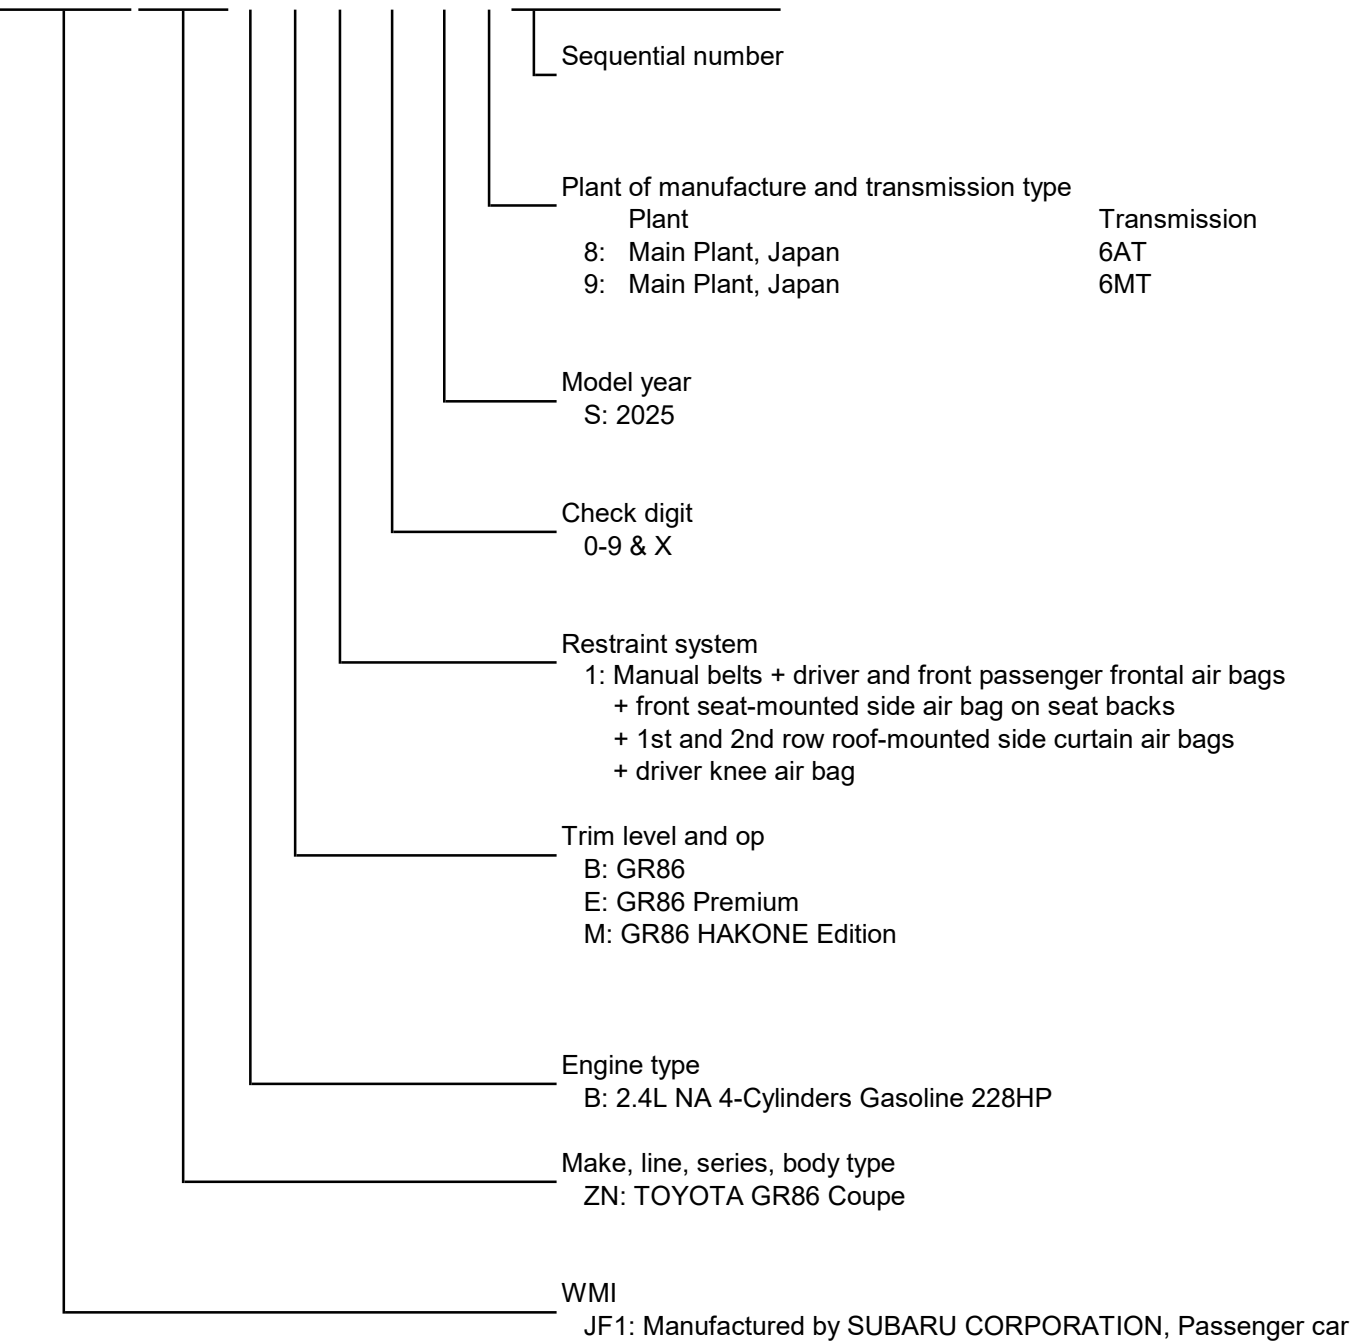 Sequential number
Plant of manufacture and transmission type
Plant Transmission
8: Main Plant, Japan 6AT
9: Main Plant, Japan 6MT
Model year
S: 2025
Check digit
0-9 & X
Restraint system
1: Manual belts + driver and front passenger frontal air bags
+ front seat-mounted side air bag on seat backs
+ 1st and 2nd row roof-mounted side curtain air bags
+ driver knee air bag
Trim level and op
B: GR86
E: GR86 Premium
M: GR86 HAKONE Edition
Engine type
B: 2.4L NA 4-Cylinders Gasoline 228HP
Make, line, series, body type
ZN: TOYOTA GR86 Coupe
WMI
JF1: Manufactured by SUBARU CORPORATION, Passenger car